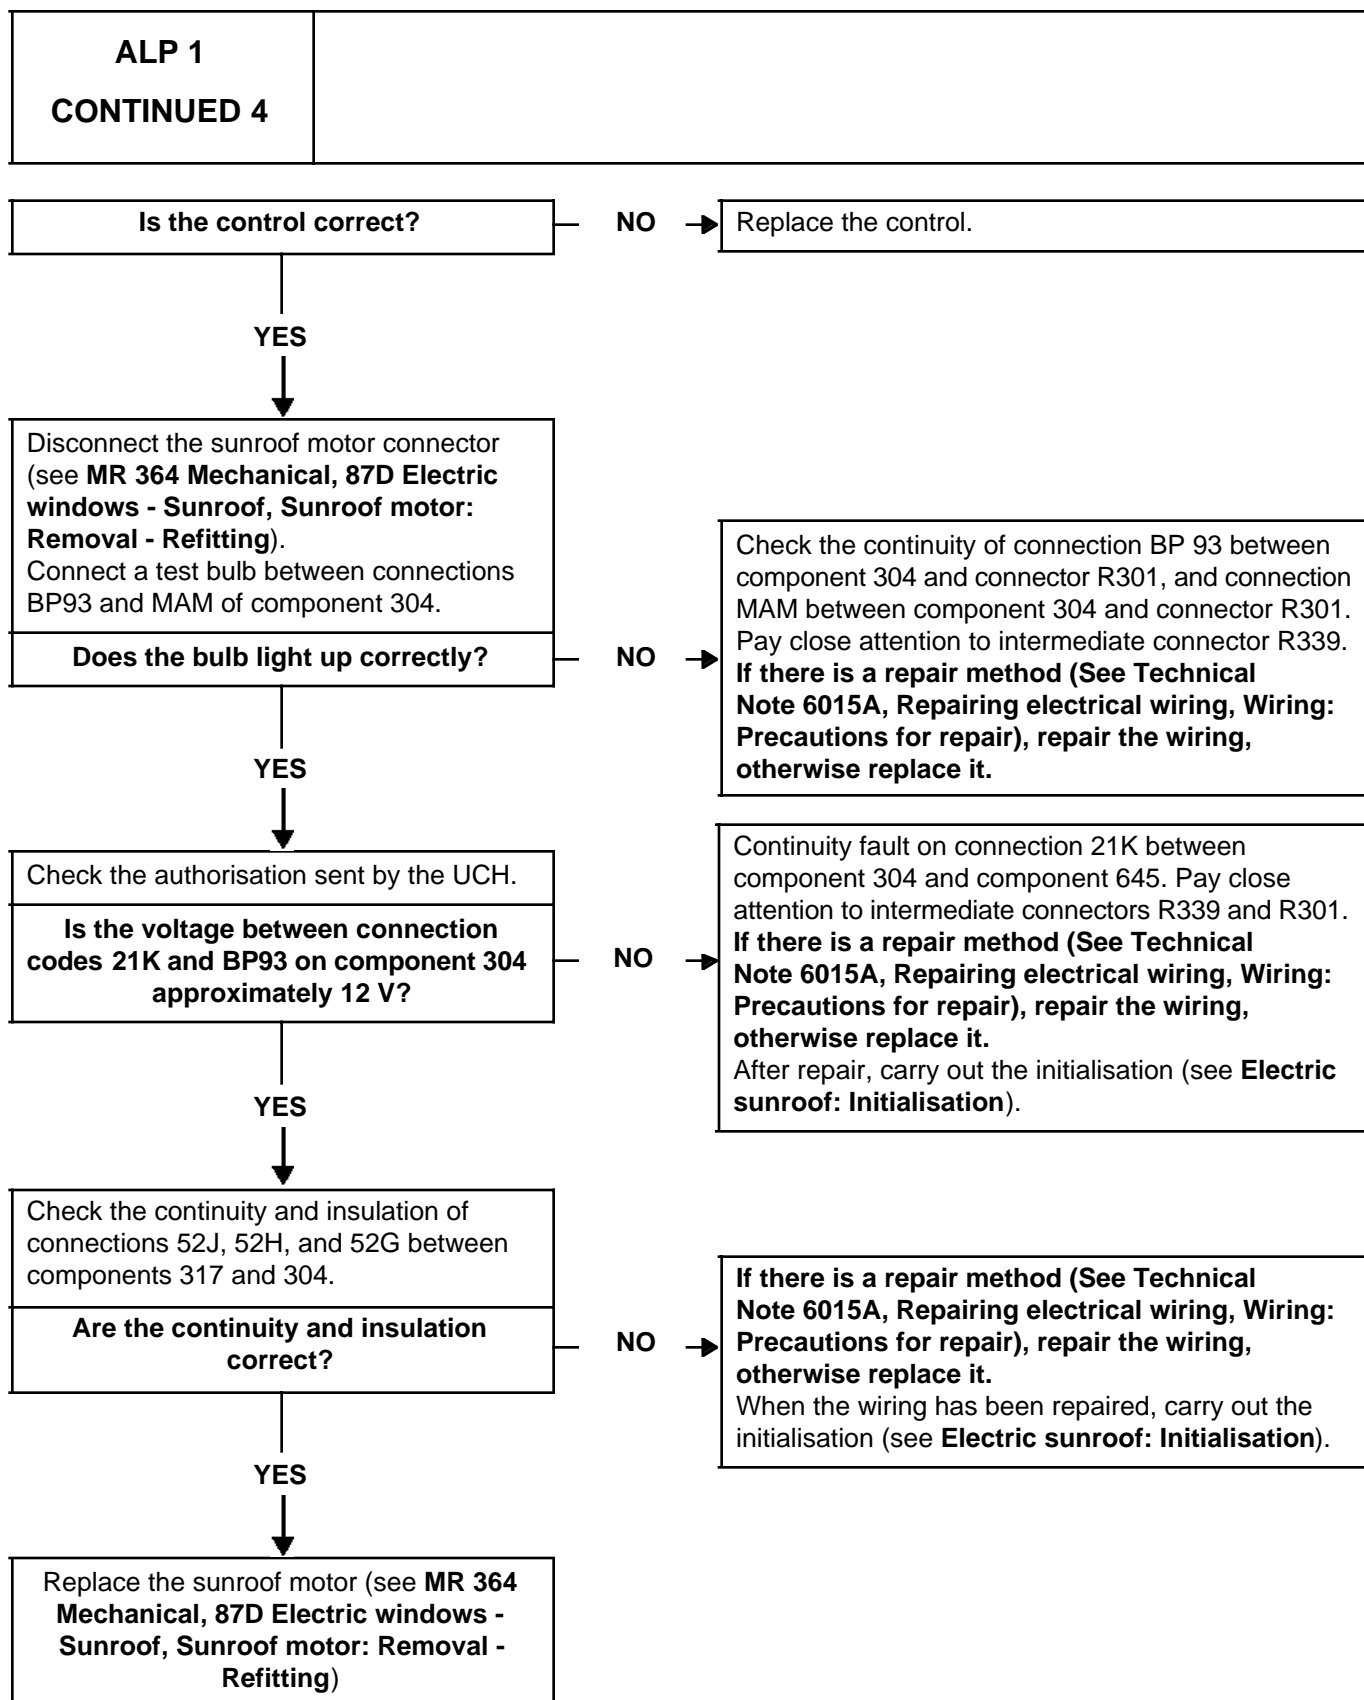 ALP 1
CONTINUED 4
Is the control correct?
NO
Replace the control.
YES
Disconnect the sunroof motor connector
(see MR 364 Mechanical, 87D Electric
windows - Sunroof, Sunroof motor:
Removal - Refitting).
Connect a test bulb between connections
BP93 and MAM of component 304.
Does the bulb light up correctly?
NO
Check the continuity of connection BP 93 between
component 304 and connector R301, and connection
MAM between component 304 and connector R301.
Pay close attention to intermediate connector R339.
If there is a repair method (See Technical
Note 6015A, Repairing electrical wiring, Wiring:
Precautions for repair), repair the wiring,
otherwise replace it.
YES
Check the authorisation sent by the UCH.
Is the voltage between connection
codes 21K and BP93 on component 304
approximately 12 V?
NO
Continuity fault on connection 21K between
component 304 and component 645. Pay close
attention to intermediate connectors R339 and R301.
If there is a repair method (See Technical
Note 6015A, Repairing electrical wiring, Wiring:
Precautions for repair), repair the wiring,
otherwise replace it.
After repair, carry out the initialisation (see Electric
sunroof: Initialisation).
YES
Check the continuity and insulation of
connections 52J, 52H, and 52G between
components 317 and 304.
Are the continuity and insulation
correct?
NO
If there is a repair method (See Technical
Note 6015A, Repairing electrical wiring, Wiring:
Precautions for repair), repair the wiring,
otherwise replace it.
When the wiring has been repaired, carry out the
initialisation (see Electric sunroof: Initialisation).
YES
Replace the sunroof motor (see MR 364
Mechanical, 87D Electric windows -
Sunroof, Sunroof motor: Removal -
Refitting)